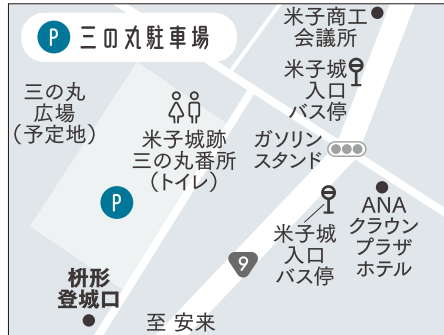 P 三の丸駐車場
米子商工
会議所
米子城
入口
バス停
三の丸
広場
(予定地)
米子城跡
三の丸番所
(トイレ)
ガソリン
スタンド
P
米子城
入口
バス停
ANA
クラウン
プラザ
ホテル
9
枡形
登城口
至 安来